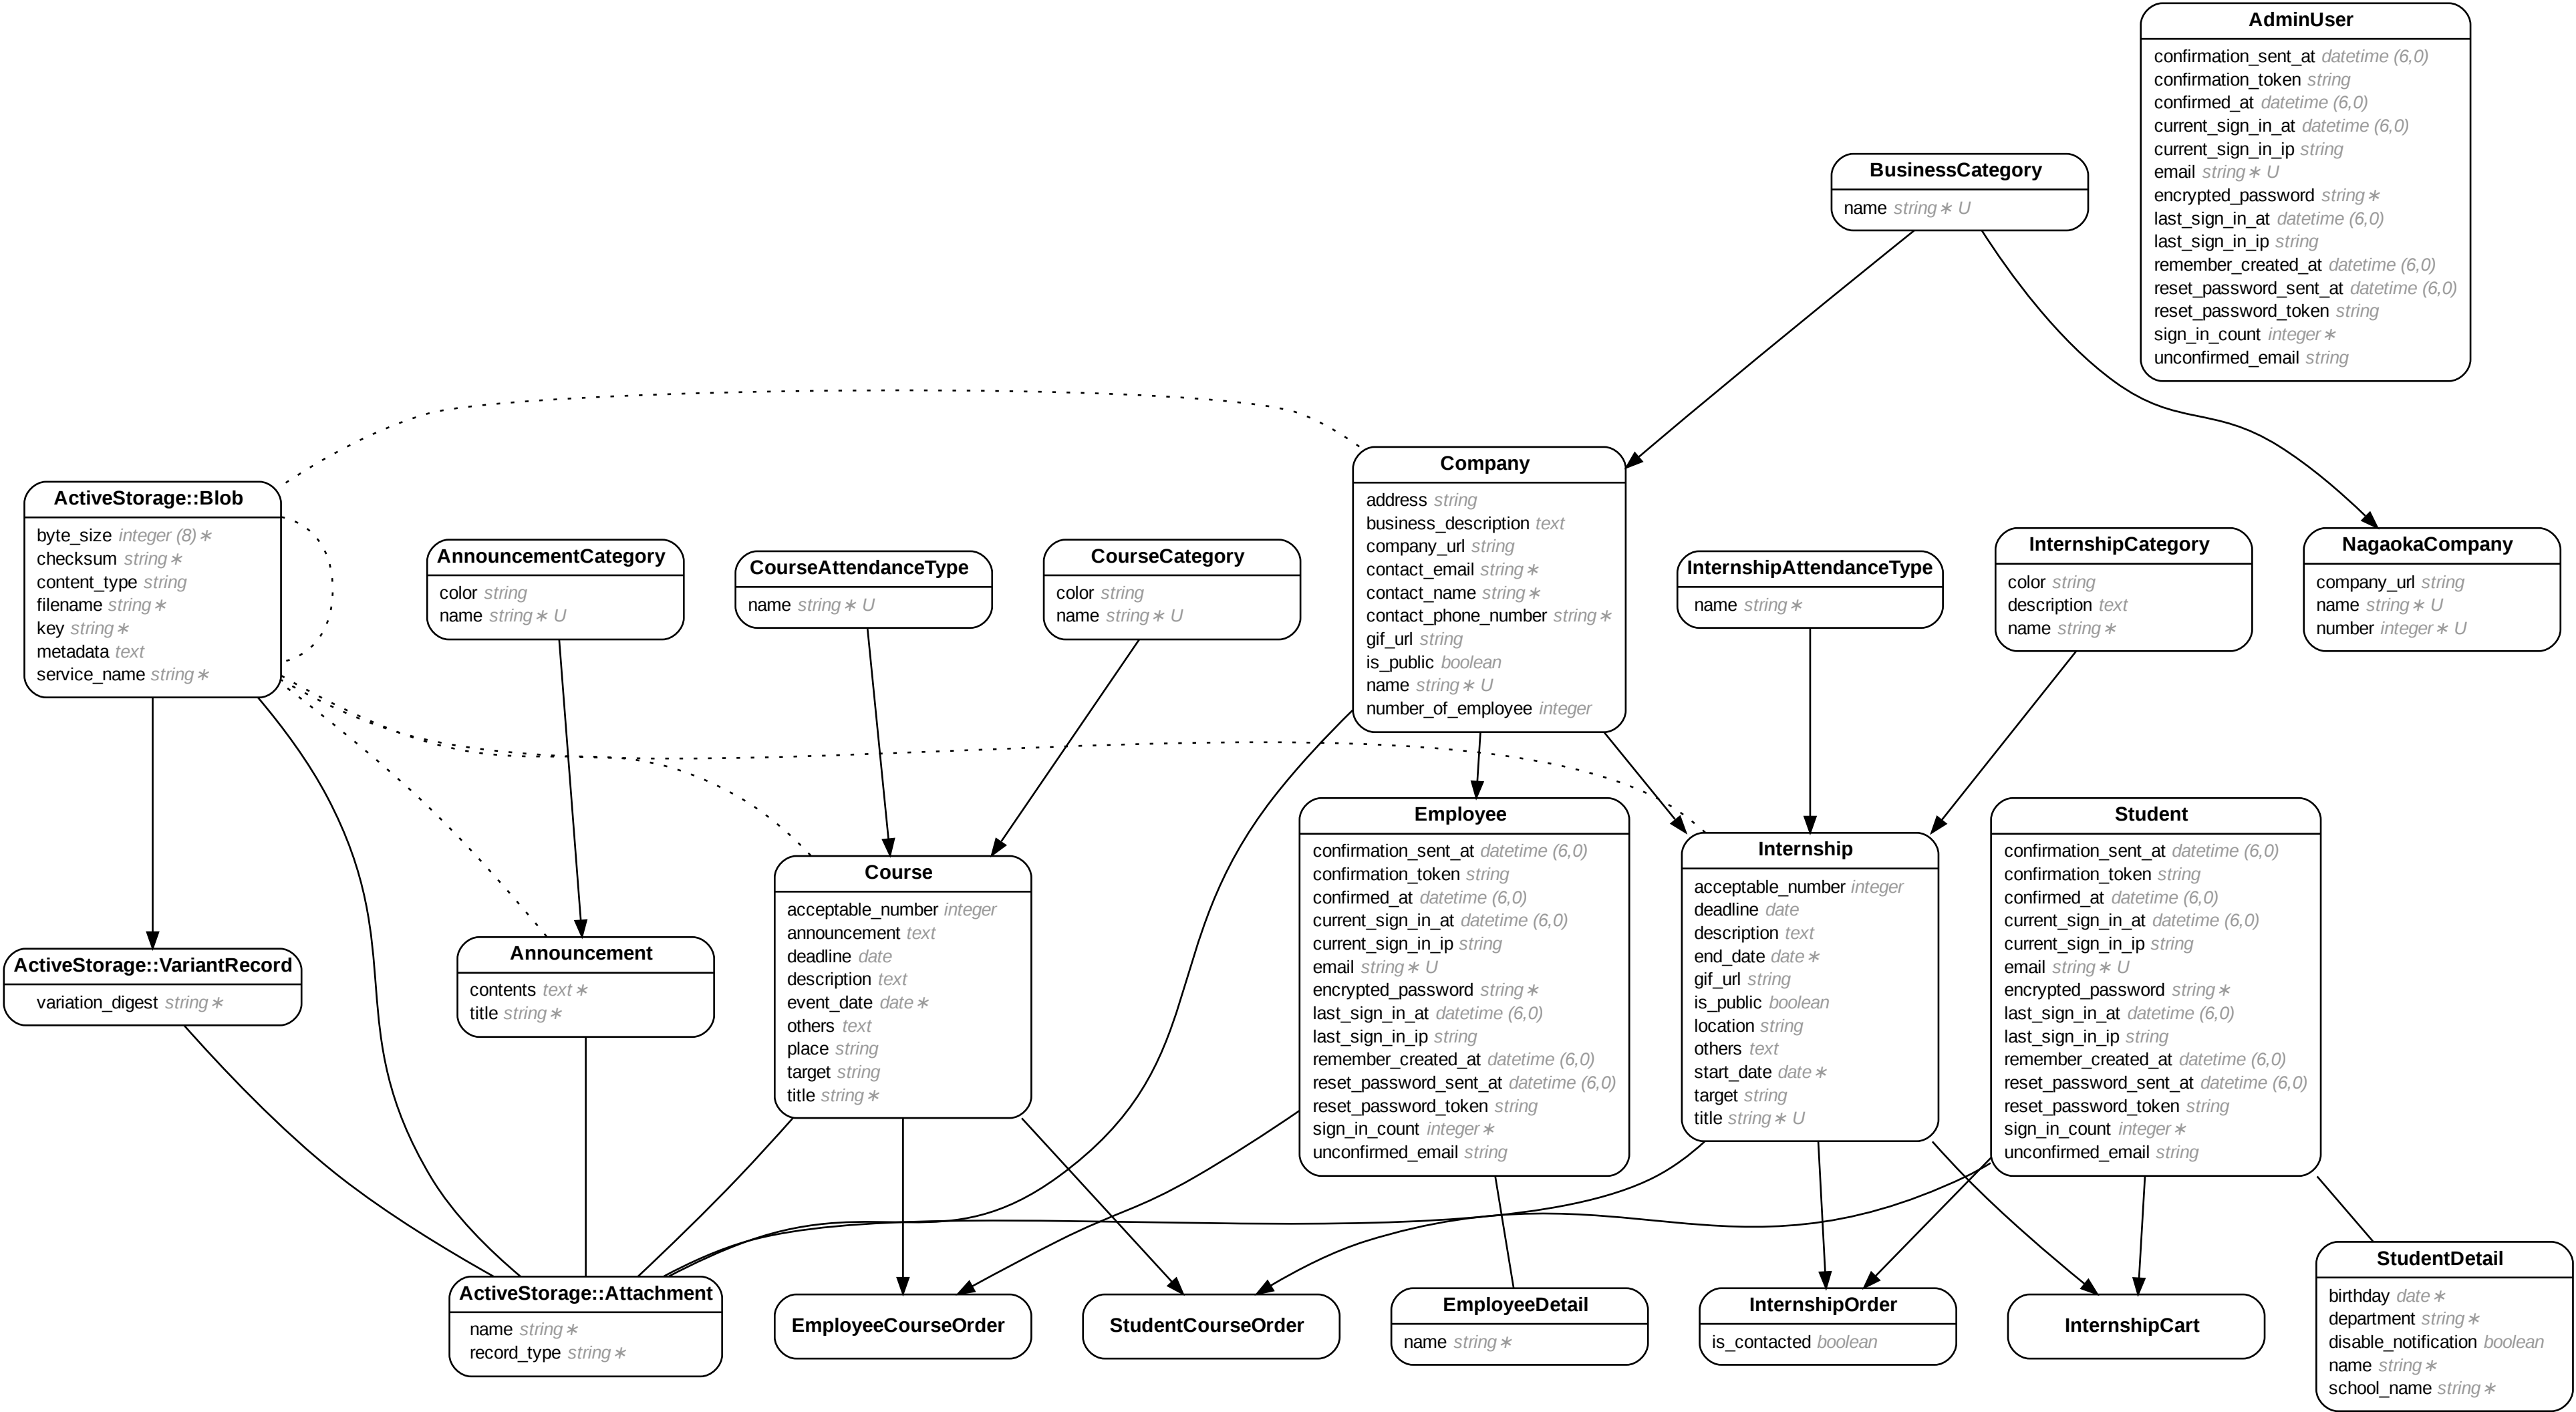 AdminUser
confirmation_sent_at datetime (6,0)
confirmation_token string
confirmed_at datetime (6,0)
current_sign_in_at datetime (6,0)
current_sign_in_ip string
email string∗ U
encrypted_password string∗
last_sign_in_at datetime (6,0)
last_sign_in_ip string
remember_created_at datetime (6,0)
reset_password_sent_at datetime (6,0)
reset_password_token string
sign_in_count integer∗
unconfirmed_email string
BusinessCategory
name string∗ U
Company
address string
business_description text
company_url string
contact_email string∗
contact_name string∗
contact_phone_number string∗
gif_url string
is_public boolean
name string∗ U
number_of_employee integer
ActiveStorage::Blob
byte_size integer (8)∗
checksum string∗
content_type string
filename string∗
key string∗
metadata text
service_name string∗
AnnouncementCategory
color string
name string∗ U
CourseAttendanceType
name string∗ U
CourseCategory
color string
name string∗ U
InternshipAttendanceType
name string∗
InternshipCategory
color string
description text
name string∗
NagaokaCompany
company_url string
name string∗ U
number integer∗ U
Employee
confirmation_sent_at datetime (6,0)
confirmation_token string
confirmed_at datetime (6,0)
current_sign_in_at datetime (6,0)
current_sign_in_ip string
email string∗ U
encrypted_password string∗
last_sign_in_at datetime (6,0)
last_sign_in_ip string
remember_created_at datetime (6,0)
reset_password_sent_at datetime (6,0)
reset_password_token string
sign_in_count integer∗
unconfirmed_email string
Internship
acceptable_number integer
deadline date
description text
end_date date∗
gif_url string
is_public boolean
location string
others text
start_date date∗
target string
title string∗ U
Student
confirmation_sent_at datetime (6,0)
confirmation_token string
confirmed_at datetime (6,0)
current_sign_in_at datetime (6,0)
current_sign_in_ip string
email string∗ U
encrypted_password string∗
last_sign_in_at datetime (6,0)
last_sign_in_ip string
remember_created_at datetime (6,0)
reset_password_sent_at datetime (6,0)
reset_password_token string
sign_in_count integer∗
unconfirmed_email string
Course
acceptable_number integer
announcement text
deadline date
description text
event_date date∗
others text
place string
target string
title string∗
ActiveStorage::VariantRecord
variation_digest string∗
Announcement
contents text∗
title string∗
ActiveStorage::Attachment
name string∗
record_type string∗
EmployeeCourseOrder
StudentCourseOrder
EmployeeDetail
name string∗
InternshipOrder
is_contacted boolean
InternshipCart
StudentDetail
birthday date∗
department string∗
disable_notification boolean
name string∗
school_name string∗